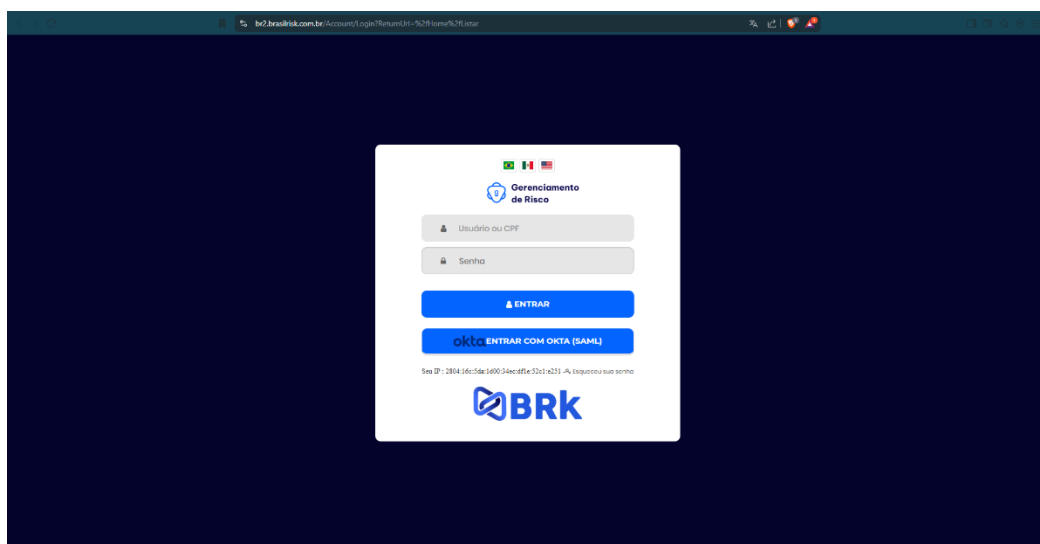 br2.brasilrisk.com.br/Account/Login?ReturnUrl=%2fHome%2fListar
Gerenciamento
de Risco
Usuário ou CPF
Senha
ENTRAR
okta ENTRAR COM OKTA (SAML)
Seu IP : 2804:16c:5da:1d00:34ec:df1e:52c1:e251 Esqueceu sua senha
BRk